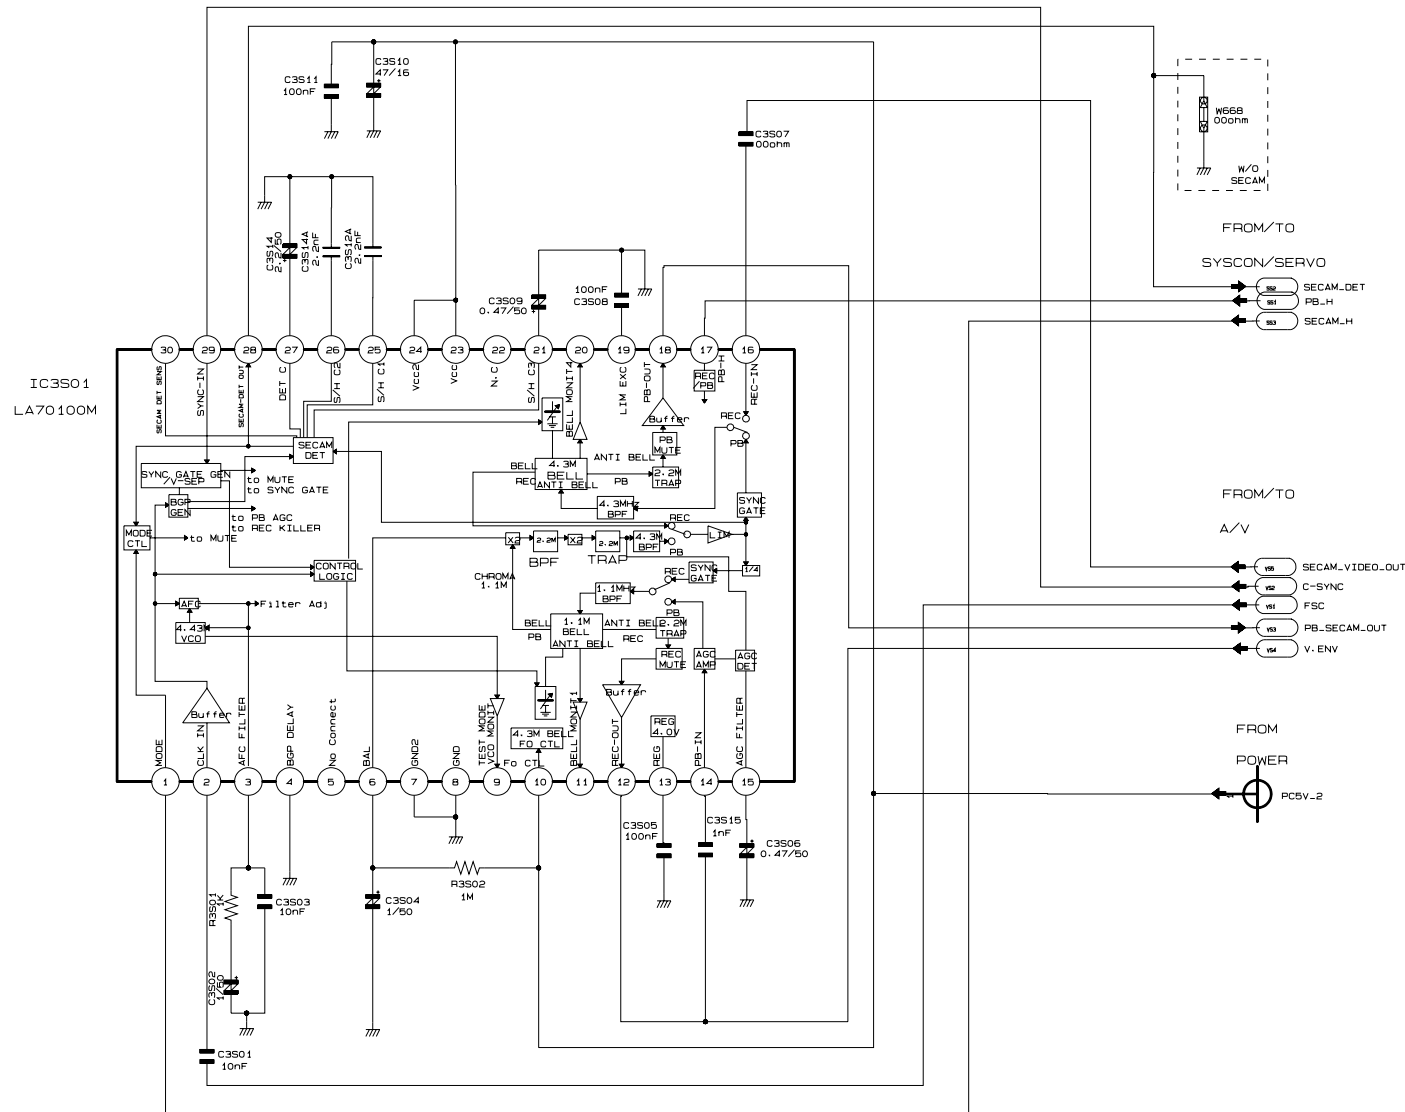 C3S10
47/16
C3S11
100nF
C3S07
00ohm
W668
00ohm
W/O
SECAM
C3S14
2.2/50
C3S14A
2.2nF
C3S12A
2.2nF
C3S09
0.47/50
100nF
C3S08
FROM/TO
SYSCON/SERVO
SS2 SECAM_DET
SS1 PB_H
SS3 SECAM_H
IC3S01
LA70100M
30 29 28 27 26 25 24 23 22 21 20 19 18 17 16
SECAM DET SENS
SYNC-IN
SECAM-DET OUT
DET C
S/H C2
S/H C1
Vcc2
Vcc
N.C
S/H C3
BELL MONIT4
LIM EXC
PB-OUT
PB-H
REC-IN
REC
/PB
Buffer
REC
PB
SECAM
DET
PB
MUTE
ANTI BELL
SYNC GATE GEN
/V-SEP
to MUTE
to SYNC GATE
BELL
REC
4.3M
BELL
ANTI BELL
PB
2.2M
TRAP
BGP
GEN
to PB AGC
to REC KILLER
4.3MHz
BPF
SYNC
GATE
MODE
CTL
to MUTE
REC
X2
2.2M
X2
2.2M
4.3M
BPF
PB
LIM
BPF
TRAP
CONTROL
LOGIC
CHROMA
1.1M
SYNC
GATE
1/4
REC
1.1MHz
BPF
PB
AFC
Filter Adj
4.43
VCO
BELL
PB
1.1M
BELL
ANTI BELL
ANTI BELL
REC
2.2M
TRAP
REC
MUTE
AGC
AMP
AGC
DET
Buffer
Buffer
REG
4.0V
4.3M BELL
FO CTL
MODE
CLK IN
AFC FILTER
BGP DELAY
No Connect
BAL
GND2
GND
TEST MODE
VCO MONIT
Fo CTL
BELL MONIT1
REC-OUT
REG
PB-IN
AGC FILTER
1 2 3 4 5 6 7 8 9 10 11 12 13 14 15
FROM/TO
A/V
VS5 SECAM_VIDEO_OUT
VS2 C-SYNC
VS1 FSC
VS3 PB_SECAM_OUT
VS4 V.ENV
FROM
POWER
PC5V_2
C3S05
100nF
C3S15
1nF
C3S06
0.47/50
R3S02
1M
C3S04
1/50
R3S01
1K
C3S03
10nF
C3S02
1/50
C3S01
10nF